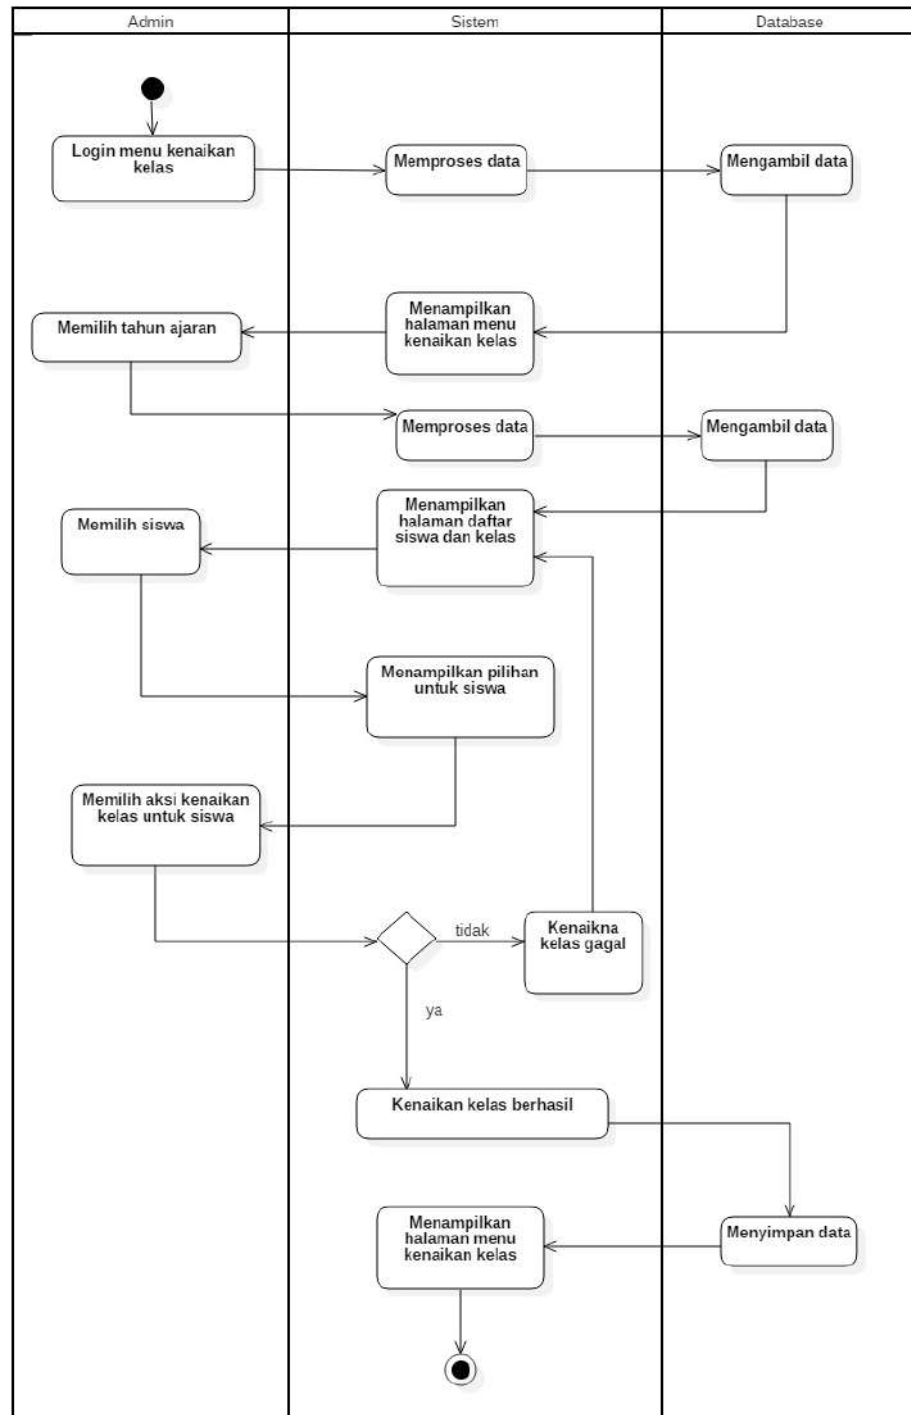 Admin
Sistem
Database
Login menu kenaikan
kelas
Memproses data
Mengambil data
Menampilkan
halaman menu
kenaikan kelas
Memilih tahun ajaran
Memproses data
Mengambil data
Menampilkan
halaman daftar
siswa dan kelas
Memilih siswa
Menampilkan pilihan
untuk siswa
Memilih aksi kenaikan
kelas untuk siswa
tidak
Kenaikna
kelas gagal
ya
Kenaikan kelas berhasil
Menyimpan data
Menampilkan
halaman menu
kenaikan kelas